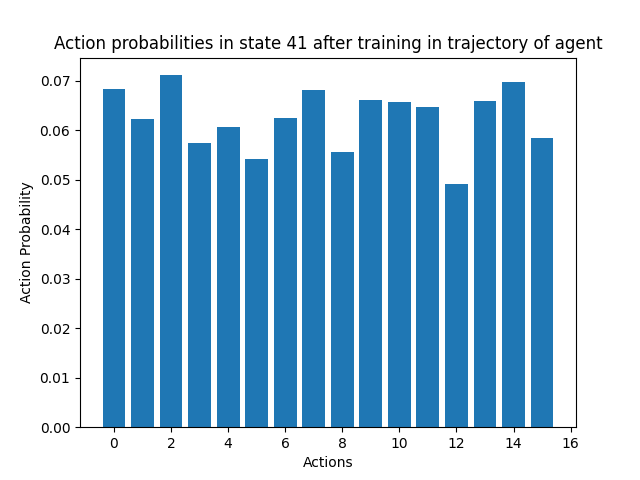 Action probabilities in state 41 after training in trajectory of agent
0.07
0.06
0.05
0.04
0.03
0.02
0.01
0.00
Action Probability
0 2 4 6 8 10 12 14 16
Actions